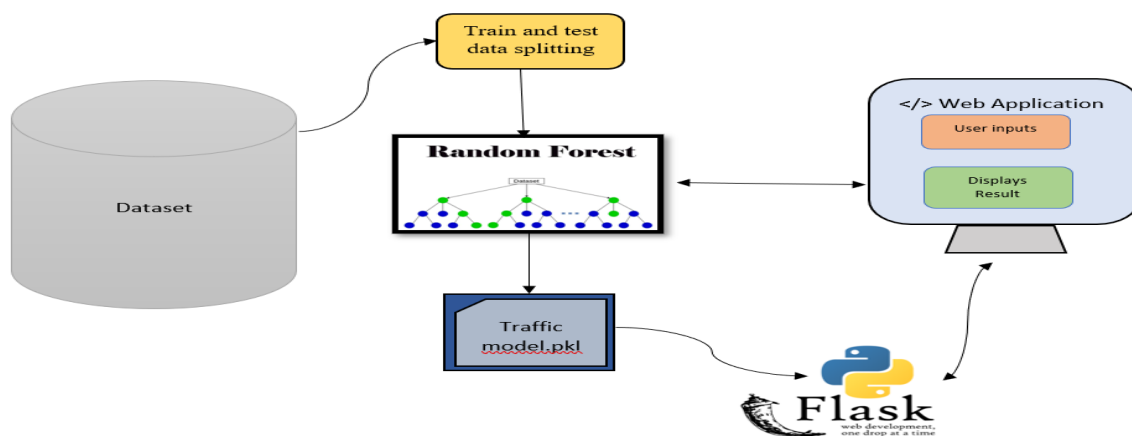 Train and test
data splitting
</> Web Application
User inputs
Random Forest
Dataset
Displays
Result
Dataset
Traffic
model.pkl
Flask
web development,
one drop at a time